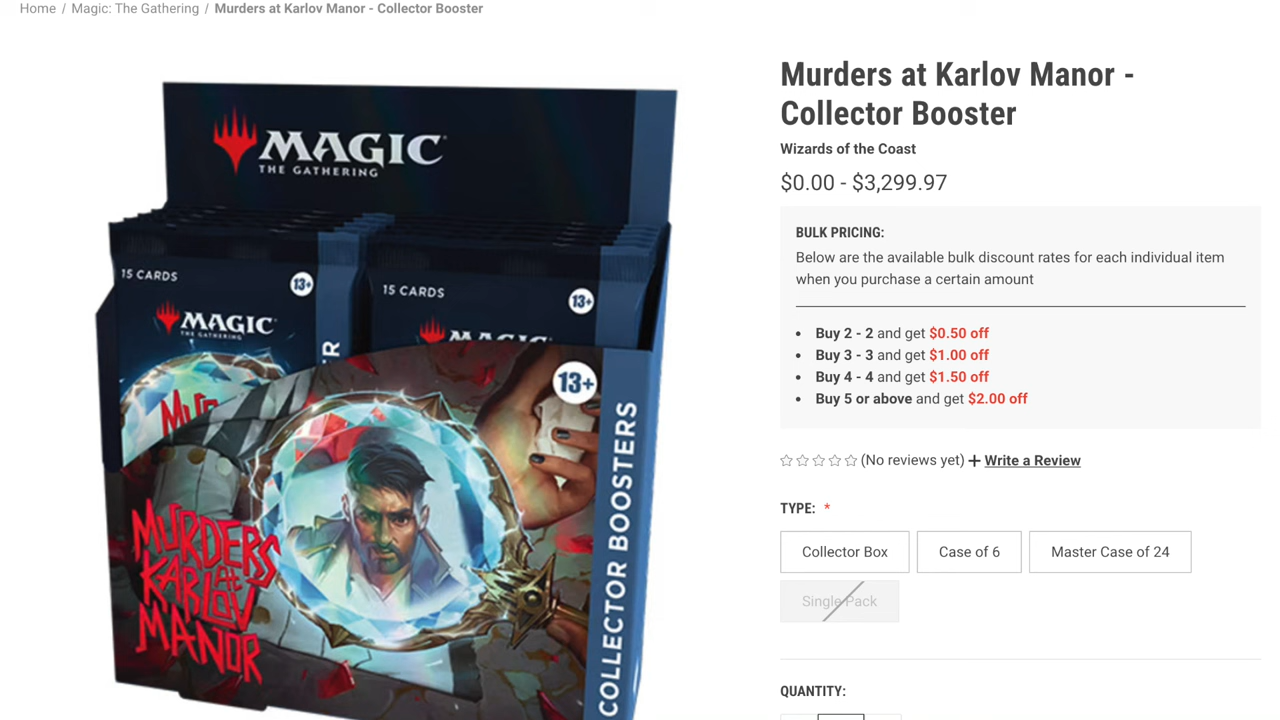 Home / Magic: The Gathering / Murders at Karlov Manor - Collector Booster
MAGIC
THE GATHERING
15 CARDS
13+
MAGIC
THE GATHERING
15 CARDS
13+
MAGIC
13+
MURDERS
AT
KARLOV
MANOR
COLLECTOR BOOSTERS
Murders at Karlov Manor -
Collector Booster
Wizards of the Coast
$0.00 - $3,299.97
BULK PRICING:
Below are the available bulk discount rates for each individual item
when you purchase a certain amount
• Buy 2 - 2 and get $0.50 off
• Buy 3 - 3 and get $1.00 off
• Buy 4 - 4 and get $1.50 off
• Buy 5 or above and get $2.00 off
(No reviews yet) + Write a Review
TYPE: *
Collector Box
Case of 6
Master Case of 24
Single Pack
QUANTITY: